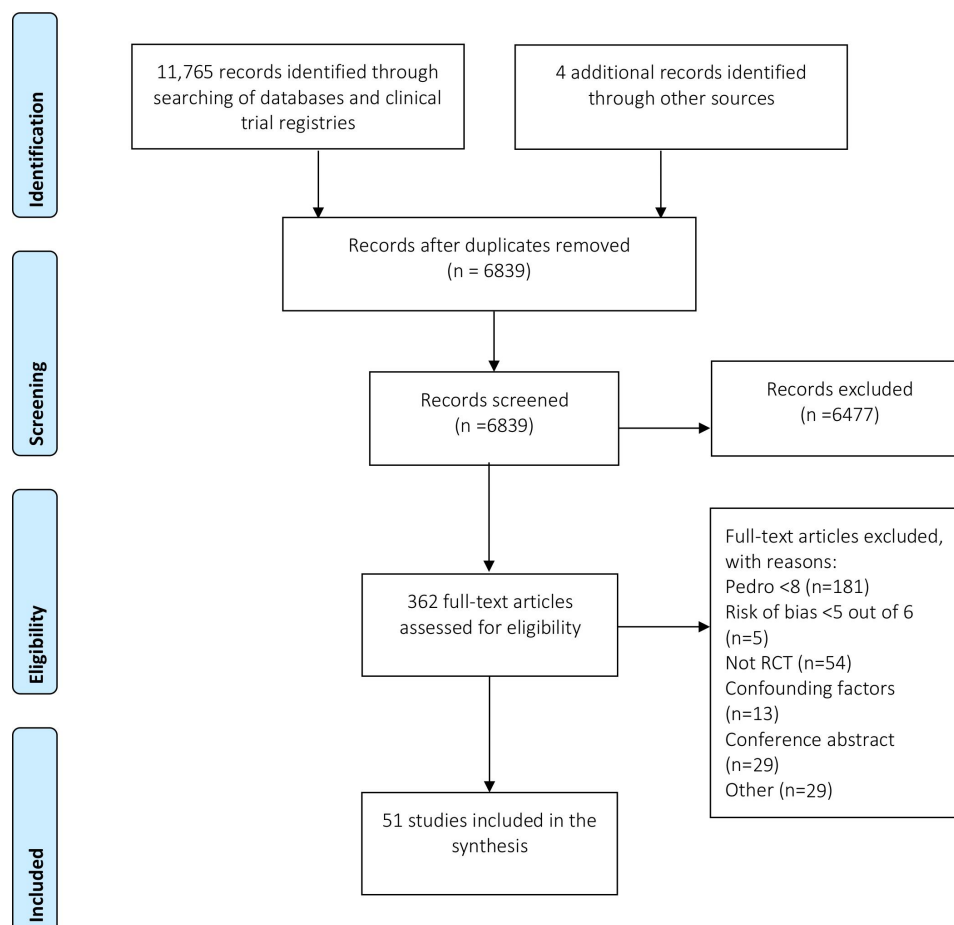 Identification
11,765 records identified through
searching of databases and clinical
trial registries
4 additional records identified
through other sources
Records after duplicates removed
(n = 6839)
Screening
Records screened
(n =6839)
Records excluded
(n =6477)
Eligibility
362 full-text articles
assessed for eligibility
Full-text articles excluded,
with reasons:
Pedro <8 (n=181)
Risk of bias <5 out of 6
(n=5)
Not RCT (n=54)
Confounding factors
(n=13)
Conference abstract
(n=29)
Other (n=29)
Included
51 studies included in the
synthesis